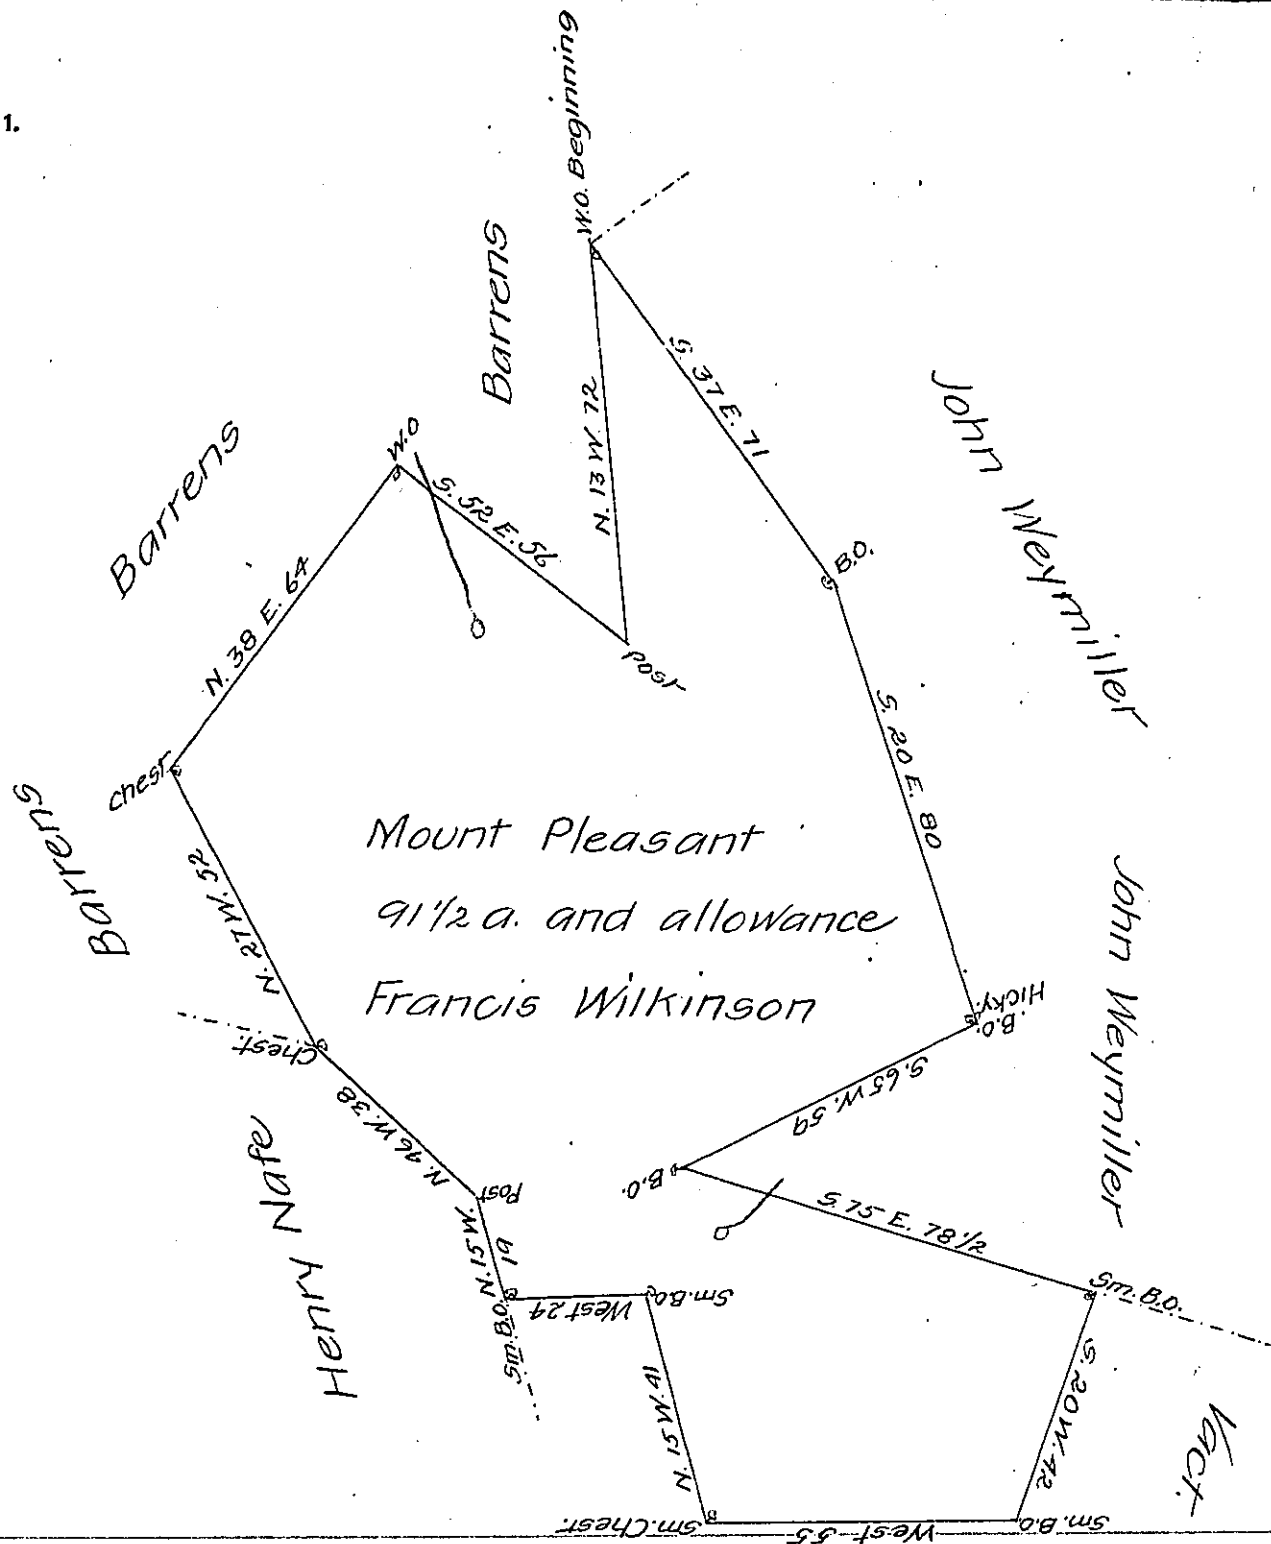 1.
W.O. Beginning
Barrens
S. 37 E. 71
N. 13 W. 72
John Weymiller
Barrens
W.O
S. 52 E. 56
B.O.
N. 38 E. 64
Post
S. 20 E. 80
Chest.
Barrens
Mount Pleasant
91 1/2 a. and allowance
Francis Wilkinson
N. 27 W. 52
John Weymiller
Hicky.
B.O.
Chest.
S. 65 W. 59
N. 46 W. 38
Henry Nafe
B.O.
Post
S. 75 E. 78 1/2
N. 15 W.
19
Sm. B.O.
West 24
Sm. B.O.
Sm. B.O.
N. 15 W. 41
S. 20 W. 42
Vact.
Sm. Chest.
West 55
Sm. B.O.